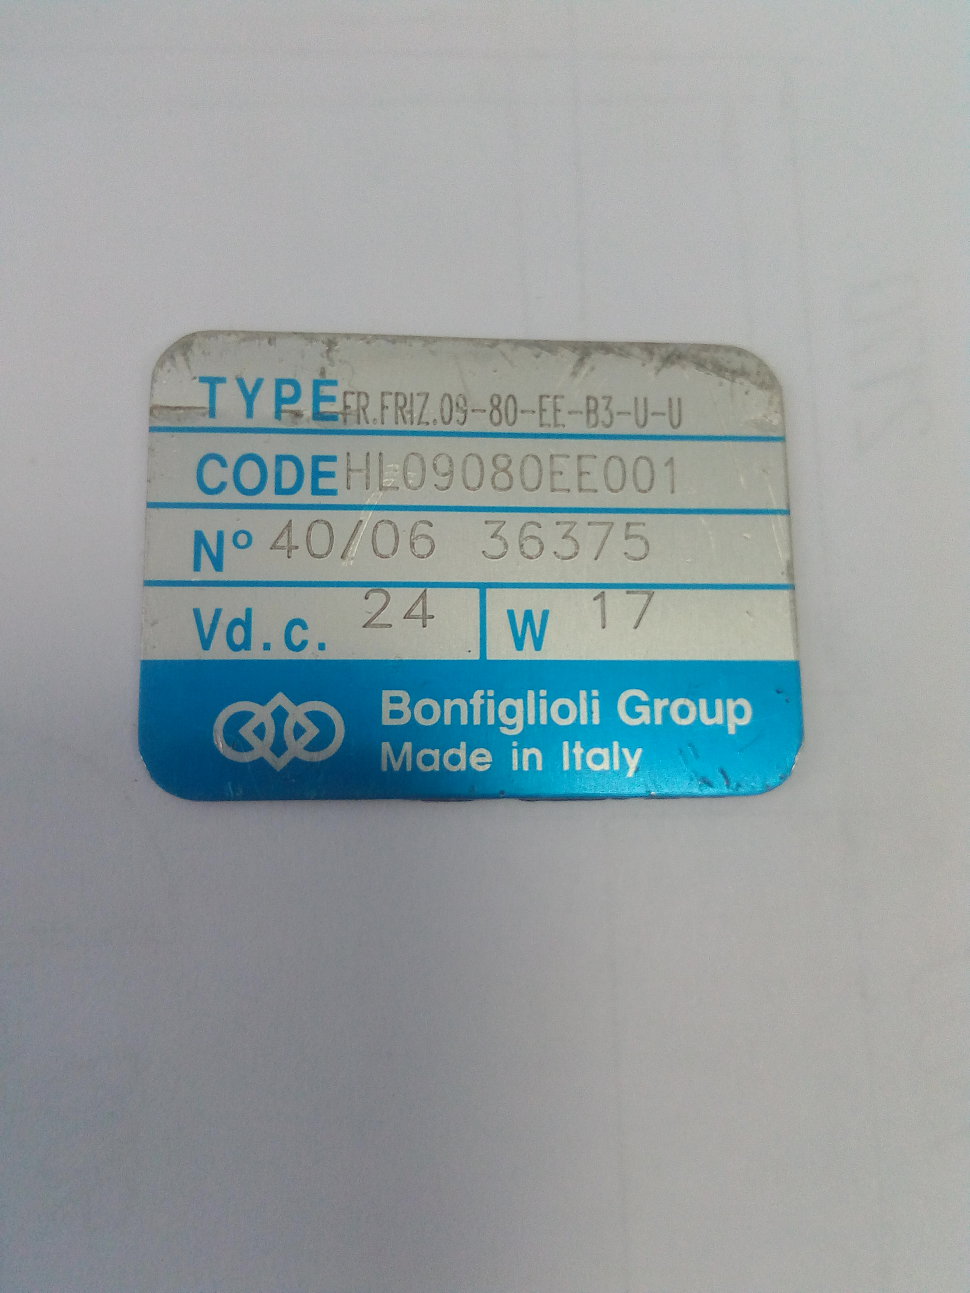 TYPE FR.FRIZ.09-80-EE-B3-U-U
CODE HL09080EE001
N° 40/06 36375
Vd.c. 24 W 17
Bonfiglioli Group
Made in Italy